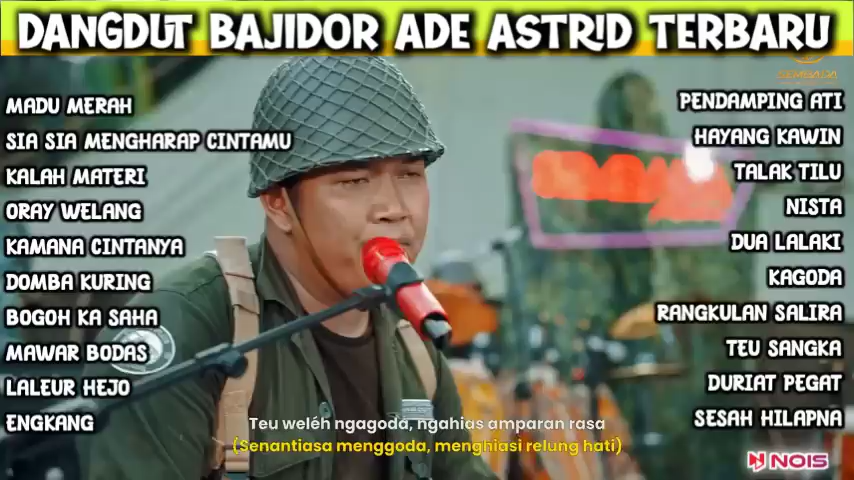 DANGDUT BAJIDOR ADE ASTRID TERBARU
SEMBADA
MADU MERAH
SIA SIA MENGHARAP CINTAMU
KALAH MATERI
ORAY WELANG
KAMANA CINTANYA
DOMBA KURING
BOGOH KA SAHA
MAWAR BODAS
LALEUR HEJO
ENGKANG
PENDAMPING ATI
HAYANG KAWIN
TALAK TILU
NISTA
DUA LALAKI
KAGODA
RANGKULAN SALIRA
TEU SANGKA
DURIAT PEGAT
SESAH HILAPNA
Teu weléh ngagoda, ngahias amparan rasa
(Senantiasa menggoda, menghiasi relung hati)
NOIS